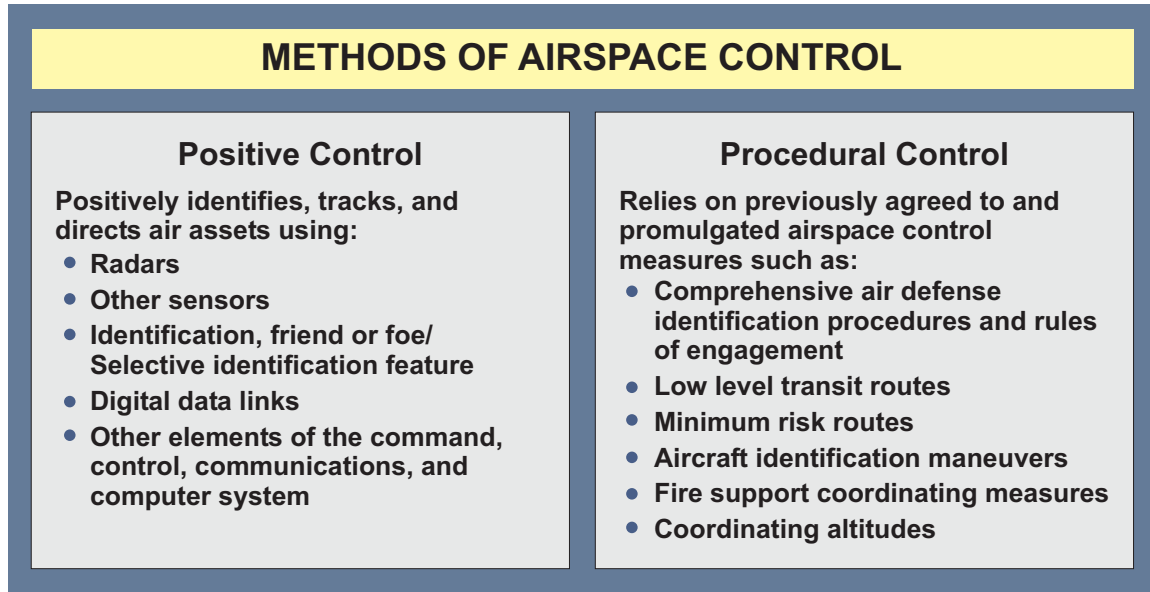 METHODS OF AIRSPACE CONTROL
Positive Control
Positively identifies, tracks, and
directs air assets using:
• Radars
• Other sensors
• Identification, friend or foe/
Selective identification feature
• Digital data links
• Other elements of the command,
control, communications, and
computer system
Procedural Control
Relies on previously agreed to and
promulgated airspace control
measures such as:
• Comprehensive air defense
identification procedures and rules
of engagement
• Low level transit routes
• Minimum risk routes
• Aircraft identification maneuvers
• Fire support coordinating measures
• Coordinating altitudes